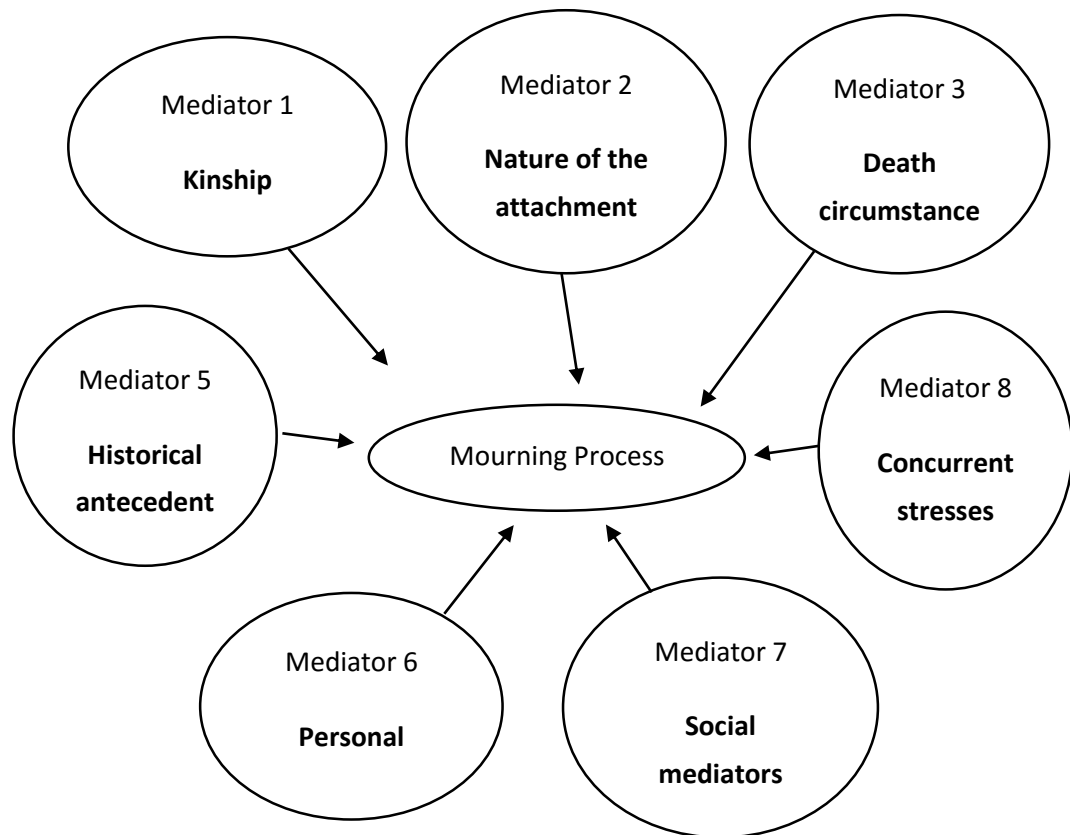 Mediator 1
Kinship
Mediator 2
Nature of the
attachment
Mediator 3
Death
circumstance
Mediator 5
Historical
antecedent
Mourning Process
Mediator 8
Concurrent
stresses
Mediator 6
Personal
Mediator 7
Social
mediators